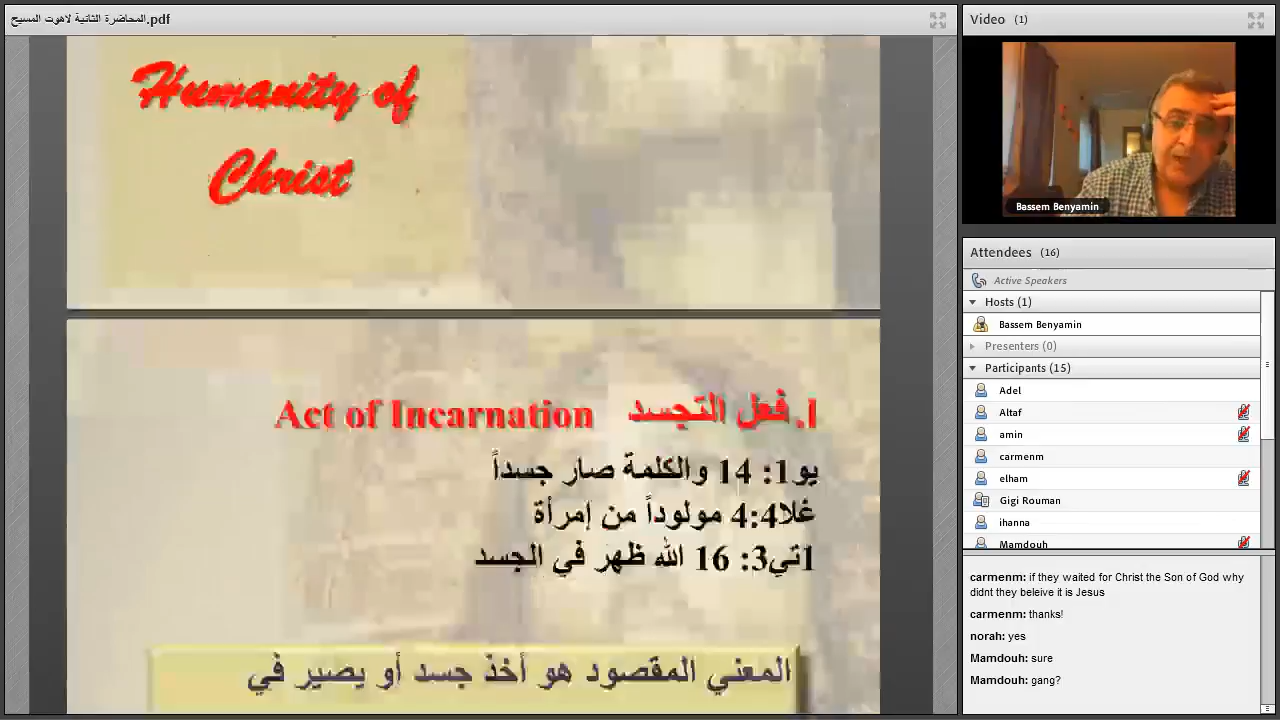 المحاضرة الثانية لاهوت المسيح.pdf
Humanity of
Christ
I. فعل التجسد Act of Incarnation
يو1: 14 والكلمة صار جسداً
غلا4:4 مولوداً من إمرأة
1تي3: 16 الله ظهر في الجسد
المعني المقصود هو أخذ جسد أو يصير في
Video (1)
Bassem Benyamin
Attendees (16)
Active Speakers
Hosts (1)
Bassem Benyamin
Presenters (0)
Participants (15)
Adel
Altaf
amin
carmenm
elham
Gigi Rouman
ihanna
Mamdouh
carmenm: if they waited for Christ the Son of God why
didnt they beleive it is Jesus
carmenm: thanks!
norah: yes
Mamdouh: sure
Mamdouh: gang?